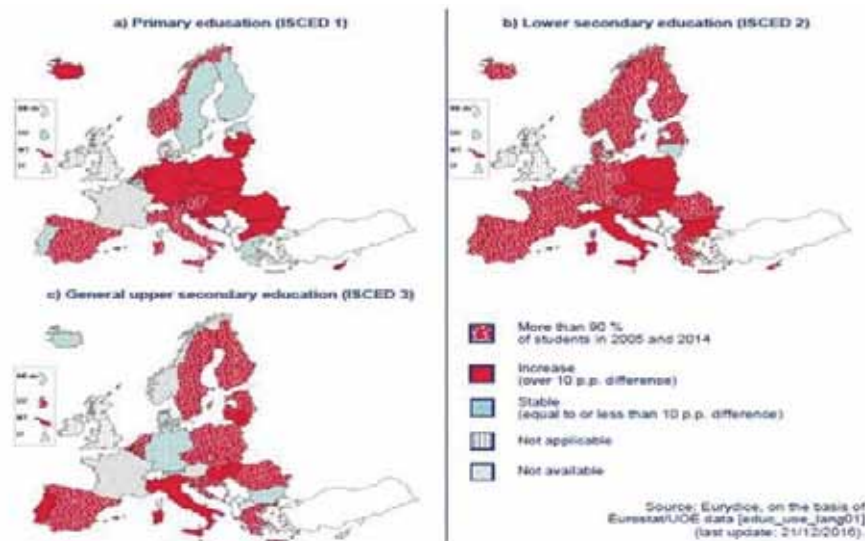 a) Primary education (ISCED 1)
b) Lower secondary education (ISCED 2)
c) General upper secondary education (ISCED 3)
More than 90 %
of students in 2005 and 2014
Increase
(over 10 p.p. difference)
Stable
(equal to or less than 10 p.p. difference)
Not applicable
Not available
Source: Eurydice, on the basis of
Eurostat/UOE data [educ_uoe_lang01]
(last update: 21/12/2016).